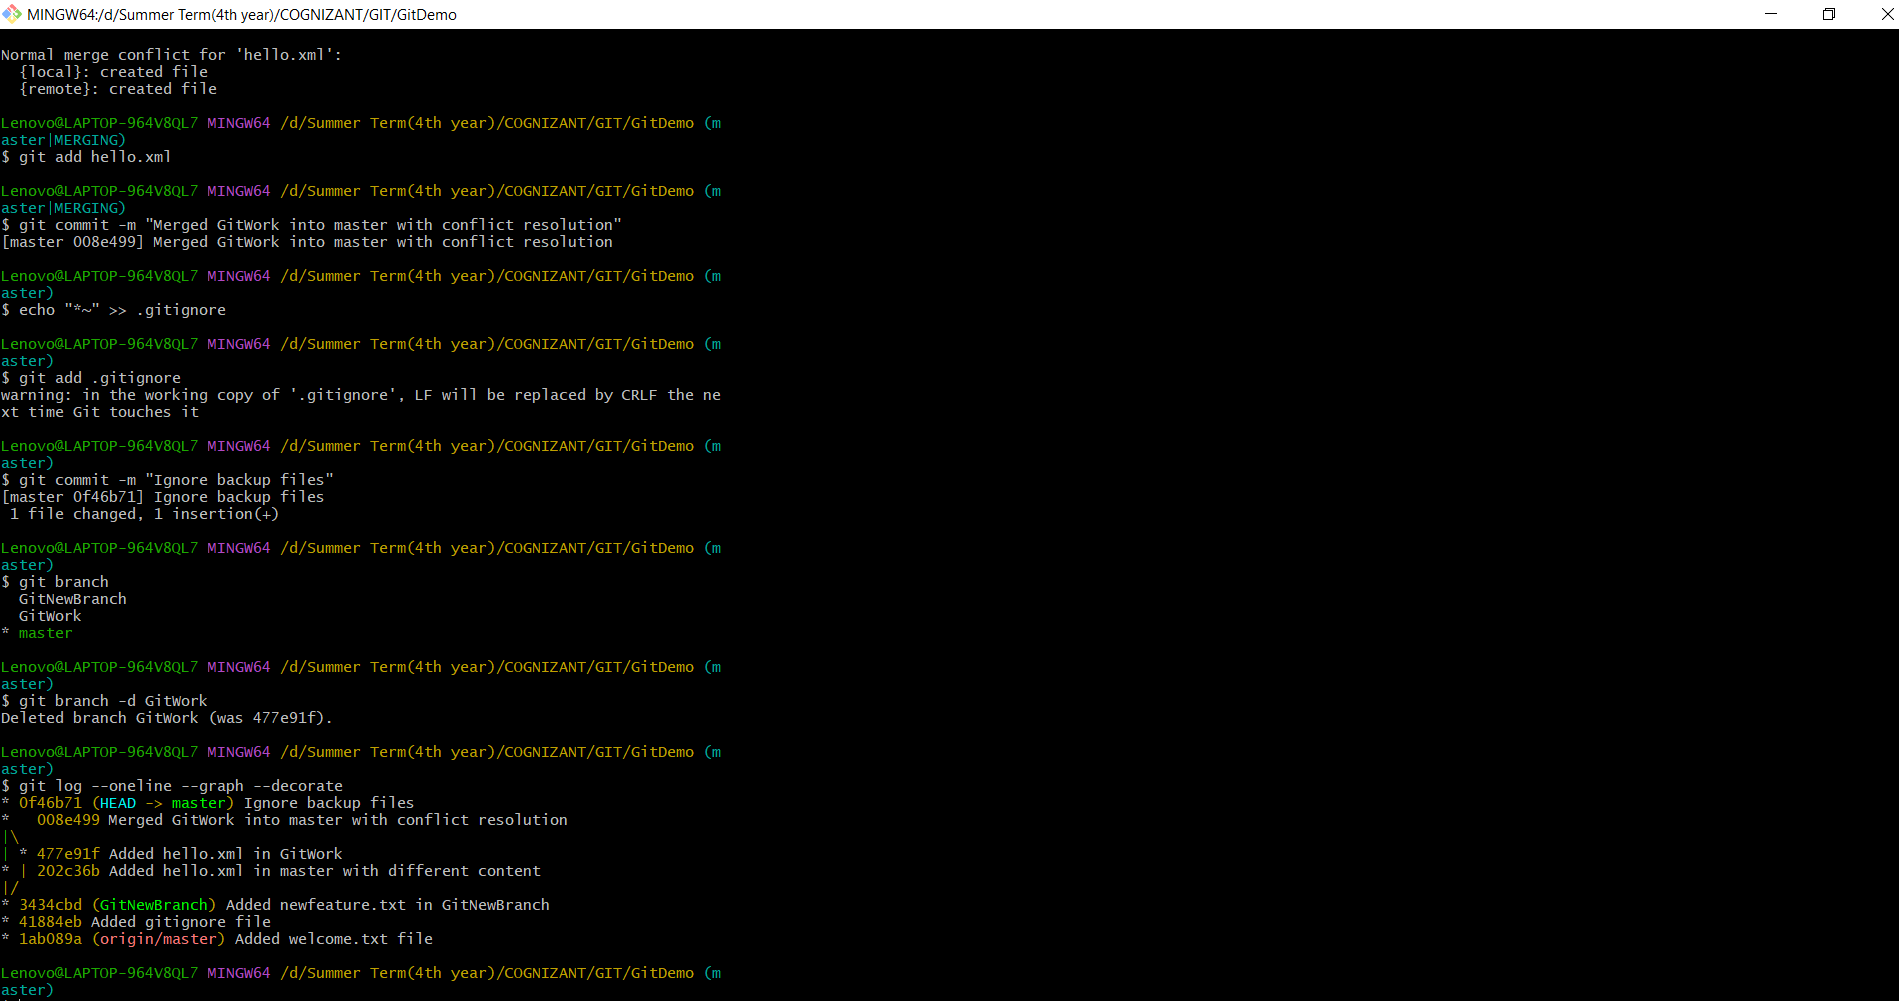 MINGW64:/d/Summer Term(4th year)/COGNIZANT/GIT/GitDemo
Normal merge conflict for 'hello.xml':
  {local}: created file
  {remote}: created file
Lenovo@LAPTOP-964V8QL7 MINGW64 /d/Summer Term(4th year)/COGNIZANT/GIT/GitDemo (m
aster|MERGING)
$ git add hello.xml
Lenovo@LAPTOP-964V8QL7 MINGW64 /d/Summer Term(4th year)/COGNIZANT/GIT/GitDemo (m
aster|MERGING)
$ git commit -m "Merged GitWork into master with conflict resolution"
[master 008e499] Merged GitWork into master with conflict resolution
Lenovo@LAPTOP-964V8QL7 MINGW64 /d/Summer Term(4th year)/COGNIZANT/GIT/GitDemo (m
aster)
$ echo "*~" >> .gitignore
Lenovo@LAPTOP-964V8QL7 MINGW64 /d/Summer Term(4th year)/COGNIZANT/GIT/GitDemo (m
aster)
$ git add .gitignore
warning: in the working copy of '.gitignore', LF will be replaced by CRLF the ne
xt time Git touches it
Lenovo@LAPTOP-964V8QL7 MINGW64 /d/Summer Term(4th year)/COGNIZANT/GIT/GitDemo (m
aster)
$ git commit -m "Ignore backup files"
[master 0f46b71] Ignore backup files
 1 file changed, 1 insertion(+)
Lenovo@LAPTOP-964V8QL7 MINGW64 /d/Summer Term(4th year)/COGNIZANT/GIT/GitDemo (m
aster)
$ git branch
  GitNewBranch
  GitWork
* master
Lenovo@LAPTOP-964V8QL7 MINGW64 /d/Summer Term(4th year)/COGNIZANT/GIT/GitDemo (m
aster)
$ git branch -d GitWork
Deleted branch GitWork (was 477e91f).
Lenovo@LAPTOP-964V8QL7 MINGW64 /d/Summer Term(4th year)/COGNIZANT/GIT/GitDemo (m
aster)
$ git log --oneline --graph --decorate
* 0f46b71 (HEAD -> master) Ignore backup files
*   008e499 Merged GitWork into master with conflict resolution
|\
| * 477e91f Added hello.xml in GitWork
* | 202c36b Added hello.xml in master with different content
|/
* 3434cbd (GitNewBranch) Added newfeature.txt in GitNewBranch
* 41884eb Added gitignore file
* 1ab089a (origin/master) Added welcome.txt file
Lenovo@LAPTOP-964V8QL7 MINGW64 /d/Summer Term(4th year)/COGNIZANT/GIT/GitDemo (m
aster)